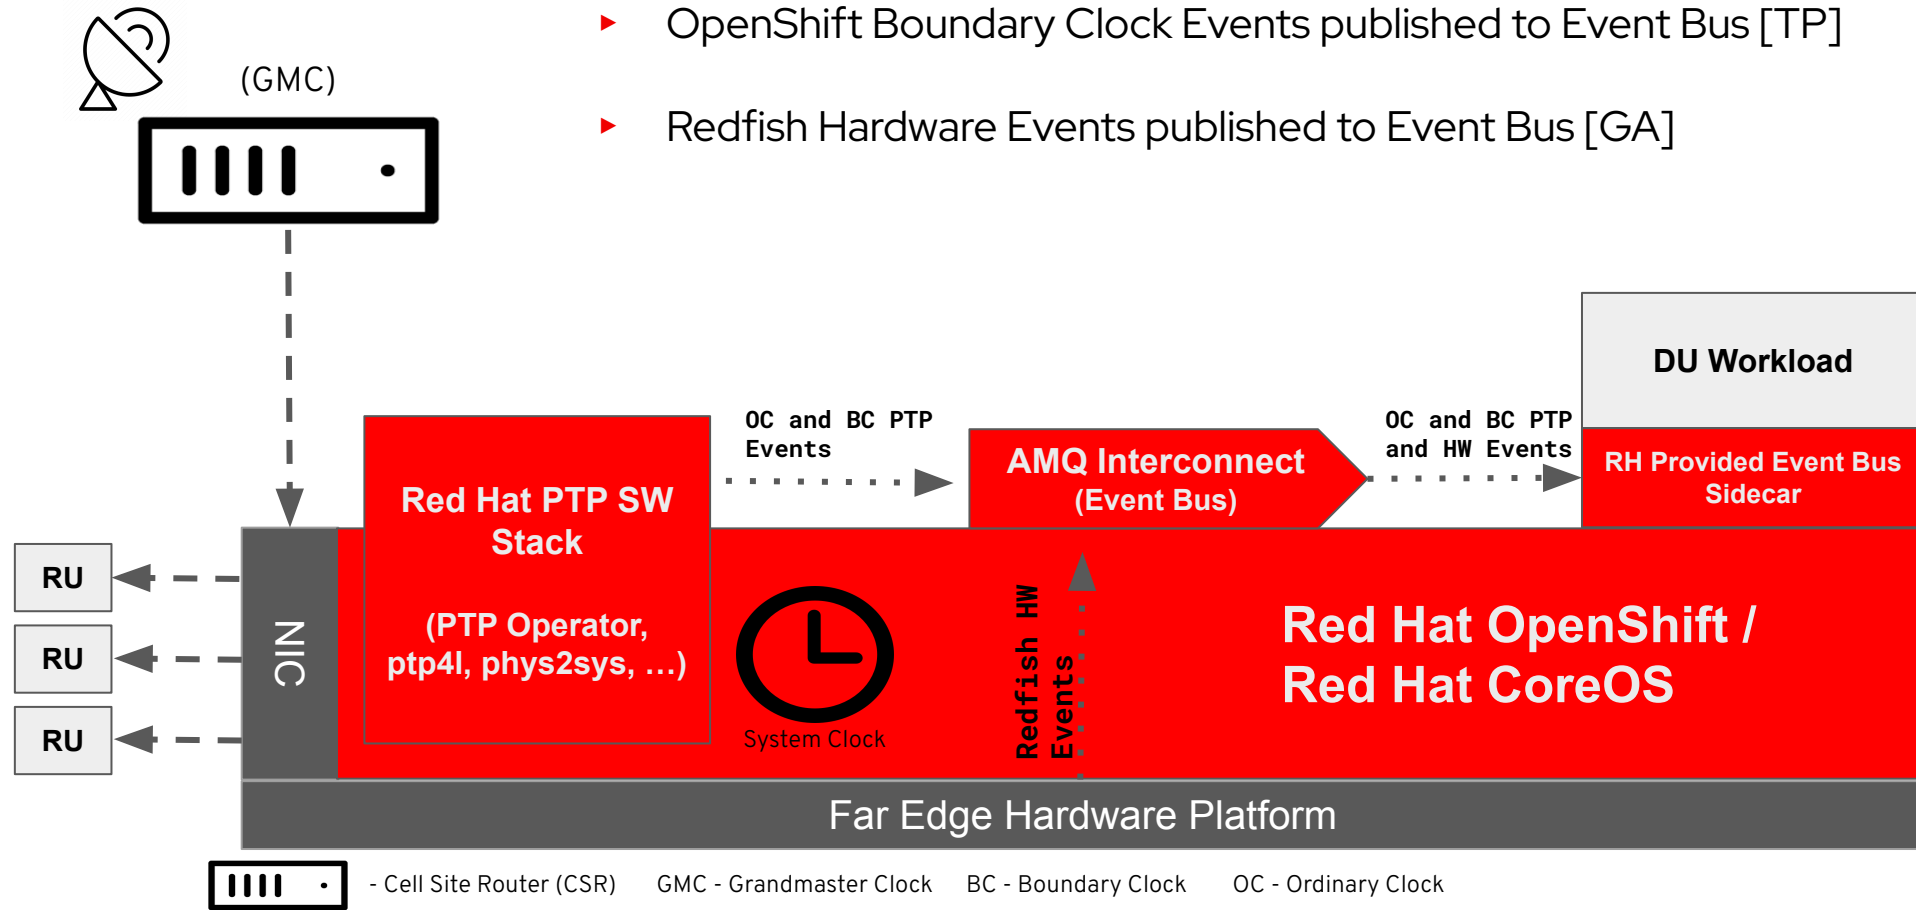 OpenShift Boundary Clock Events published to Event Bus [TP]
(GMC)
Redfish Hardware Events published to Event Bus [GA]
DU Workload
OC and BC PTP
Events
OC and BC PTP
and HW Events
AMQ Interconnect
(Event Bus)
RH Provided Event Bus
Sidecar
Red Hat PTP SW
Stack
(PTP Operator,
ptp4l, phys2sys, …)
RU
RU
RU
NIC
System Clock
Redfish HW
Events
Red Hat OpenShift /
Red Hat CoreOS
Far Edge Hardware Platform
- Cell Site Router (CSR)
GMC - Grandmaster Clock
BC - Boundary Clock
OC - Ordinary Clock